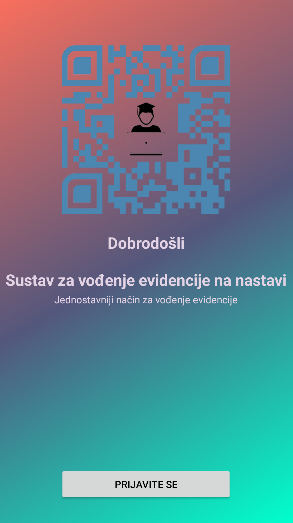 Dobrodošli
Sustav za vođenje evidencije na nastavi
Jednostavniji način za vođenje evidencije
PRIJAVITE SE